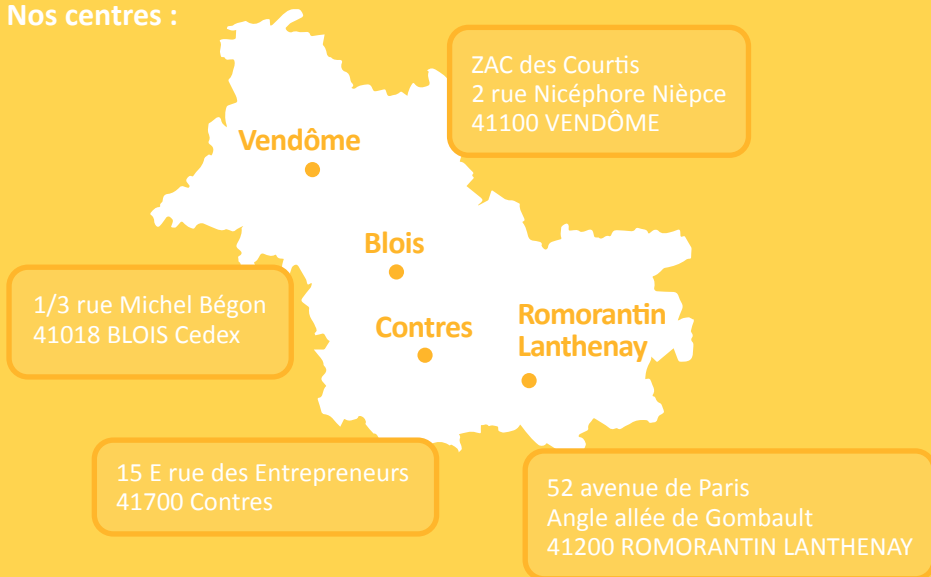 Nos centres :
ZAC des Courtis
2 rue Nicéphore Nièpce
41100 VENDÔME
Vendôme
Blois
1/3 rue Michel Bégon
41018 BLOIS Cedex
Contres
Romorantin
Lanthenay
15 E rue des Entrepreneurs
41700 Contres
52 avenue de Paris
Angle allée de Gombault
41200 ROMORANTIN LANTHENAY